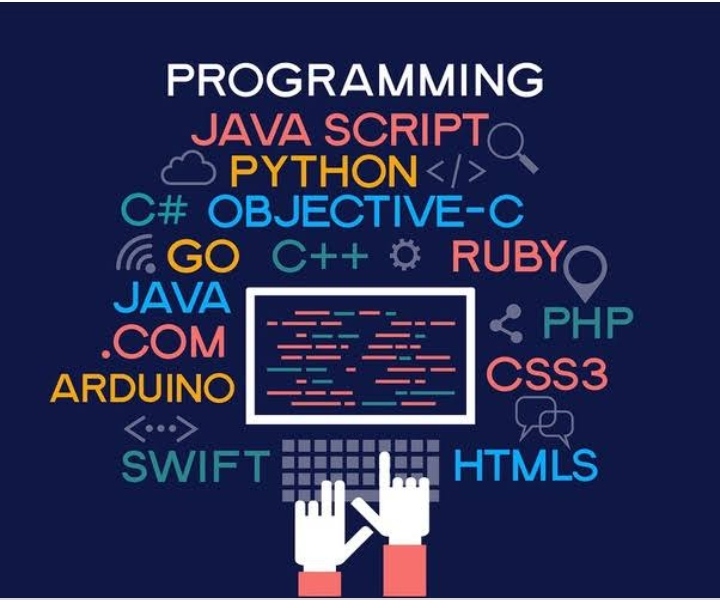 PROGRAMMING
JAVA SCRIPT
PYTHON </>
C# OBJECTIVE-C
GO C++ RUBY
JAVA
PHP
.COM
CSS3
ARDUINO
<•••>
SWIFT HTMLS